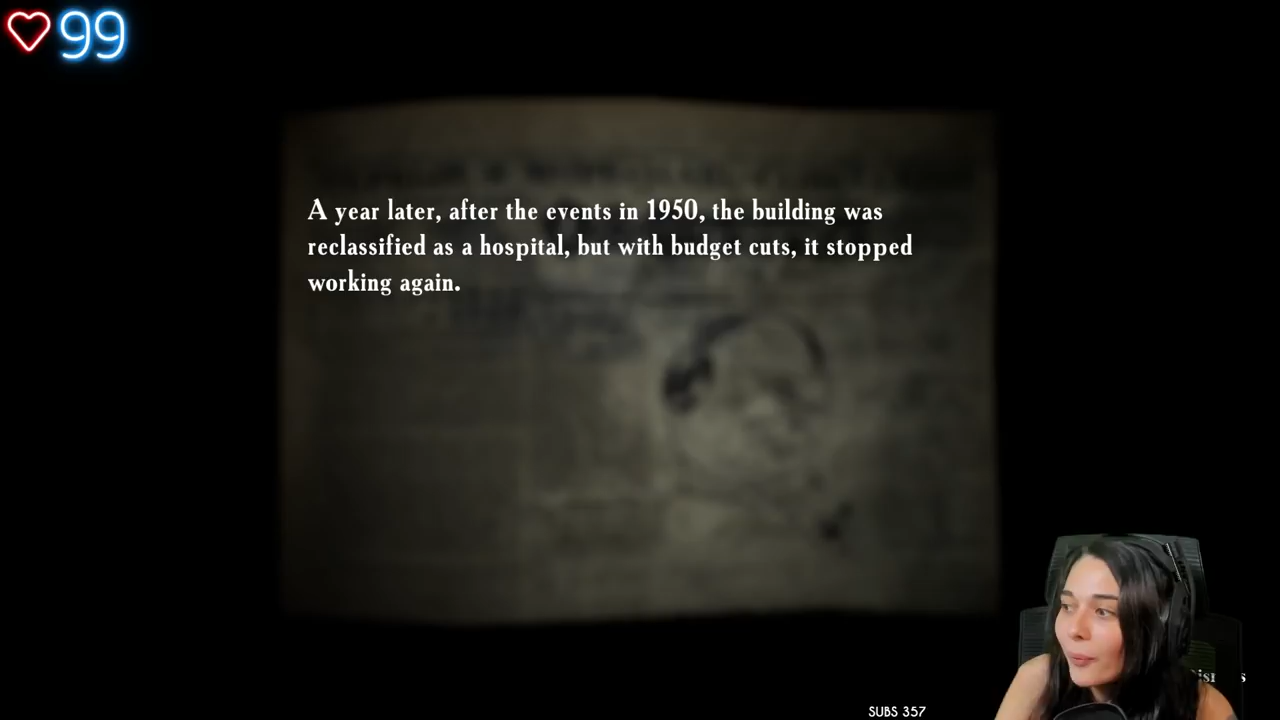 99
A year later, after the events in 1950, the building was
reclassified as a hospital, but with budget cuts, it stopped
working again.
SUBS 357